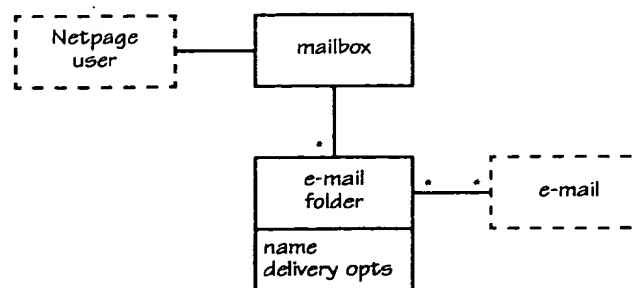 Netpage
user
mailbox
*
e-mail
folder
* *
e-mail
name
delivery opts